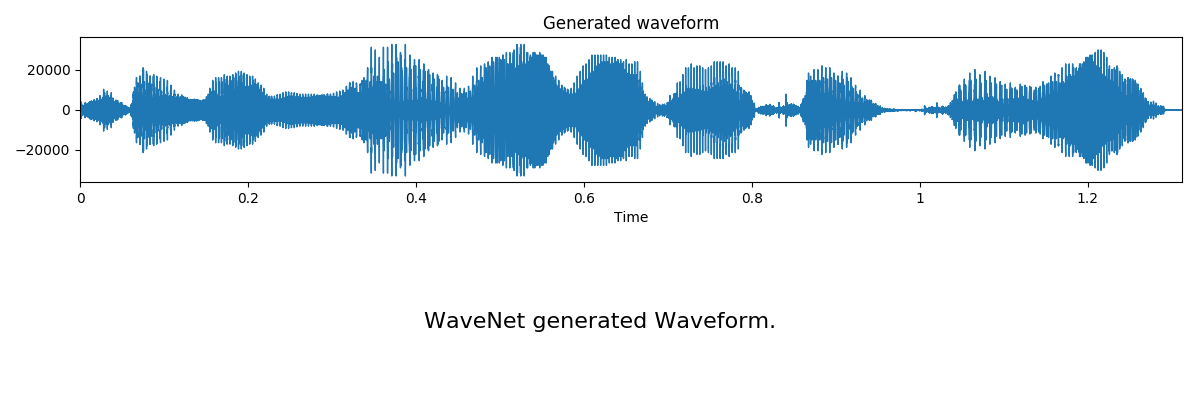 Generated waveform
20000
0
−20000
0 0.2 0.4 0.6 0.8 1 1.2
Time
WaveNet generated Waveform.